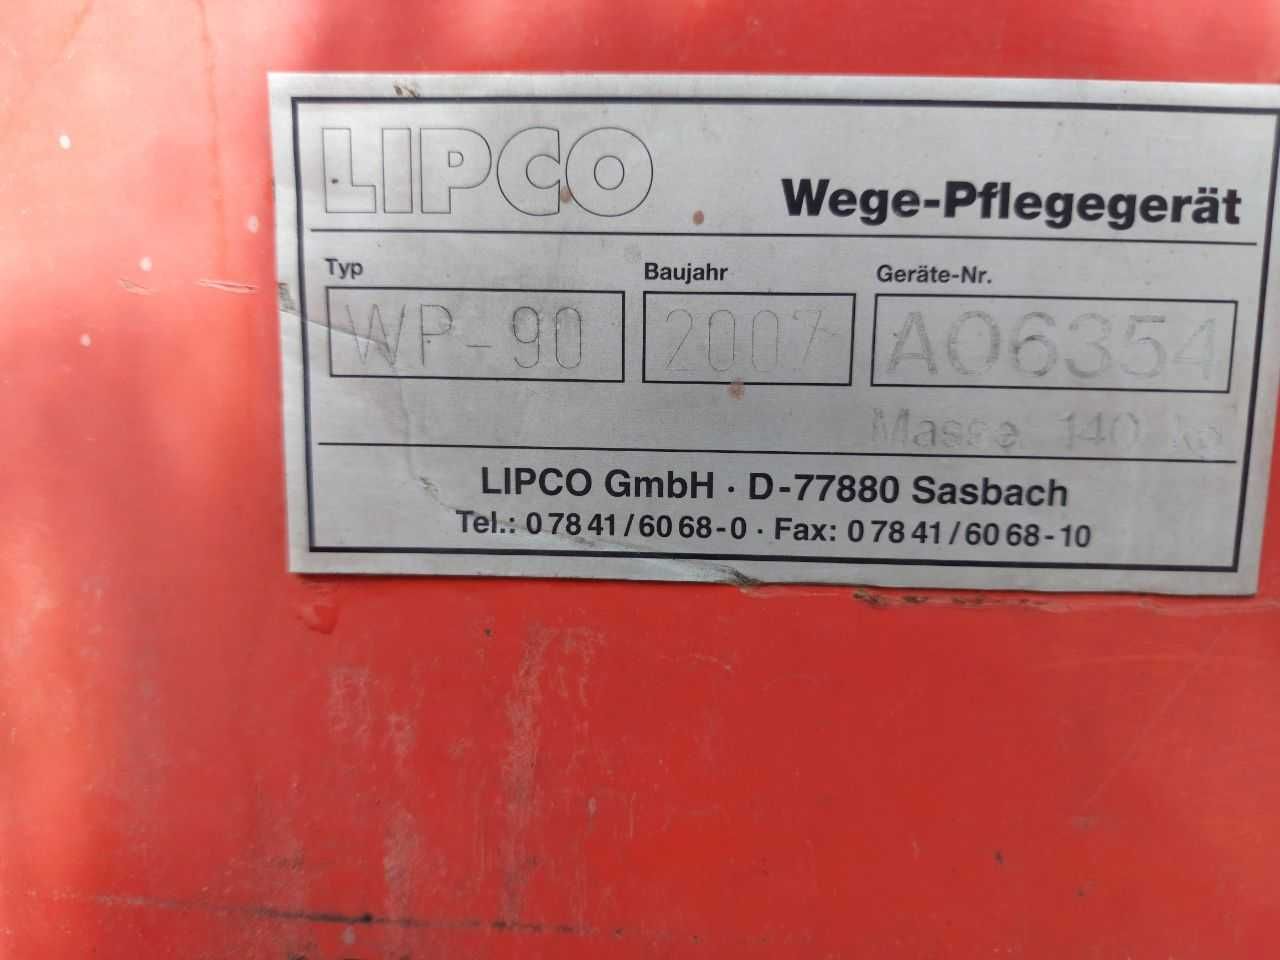 LIPCO
Wege-Pflegegerät
Typ Baujahr Geräte-Nr.
WP-90 2007 A06354
Masse 140 kg
LIPCO GmbH · D-77880 Sasbach
Tel.: 0 78 41 / 60 68-0 · Fax: 0 78 41 / 60 68-10